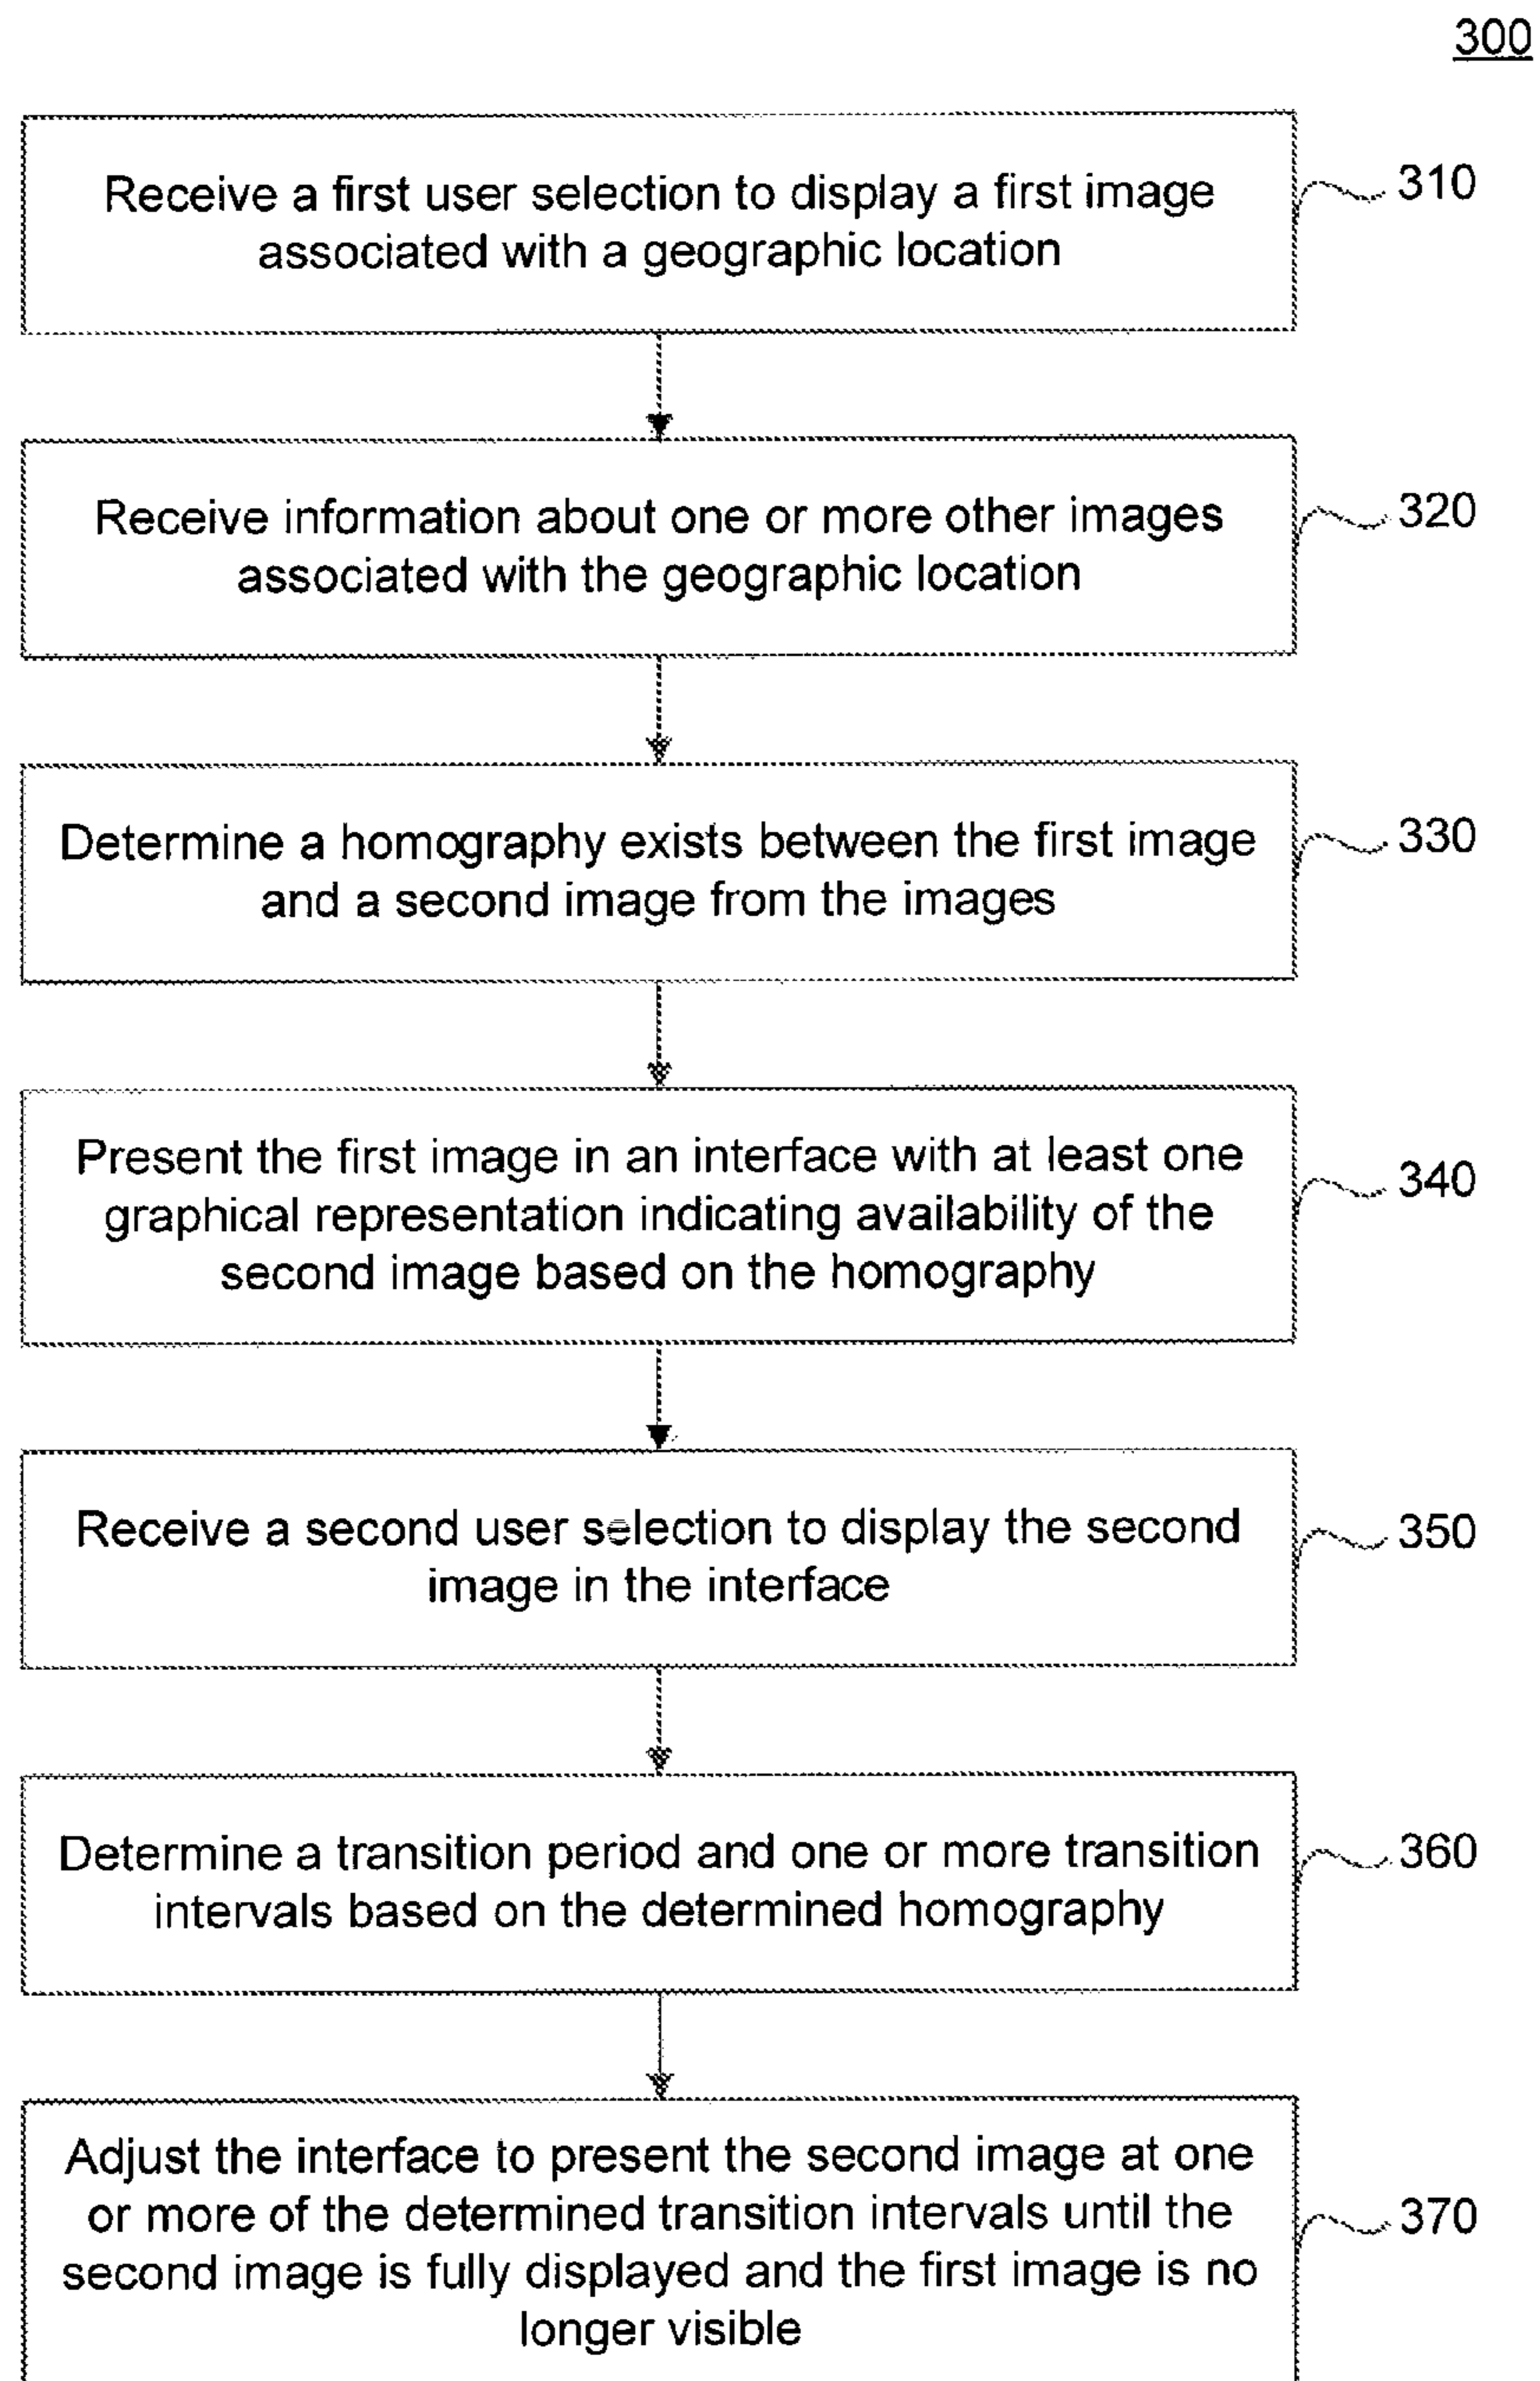 300
Receive a first user selection to display a first image
associated with a geographic location
310
Receive information about one or more other images
associated with the geographic location
320
Determine a homography exists between the first image
and a second image from the images
330
Present the first image in an interface with at least one
graphical representation indicating availability of the
second image based on the homography
340
Receive a second user selection to display the second
image in the interface
350
Determine a transition period and one or more transition
intervals based on the determined homography
360
Adjust the interface to present the second image at one
or more of the determined transition intervals until the
second image is fully displayed and the first image is no
longer visible
370